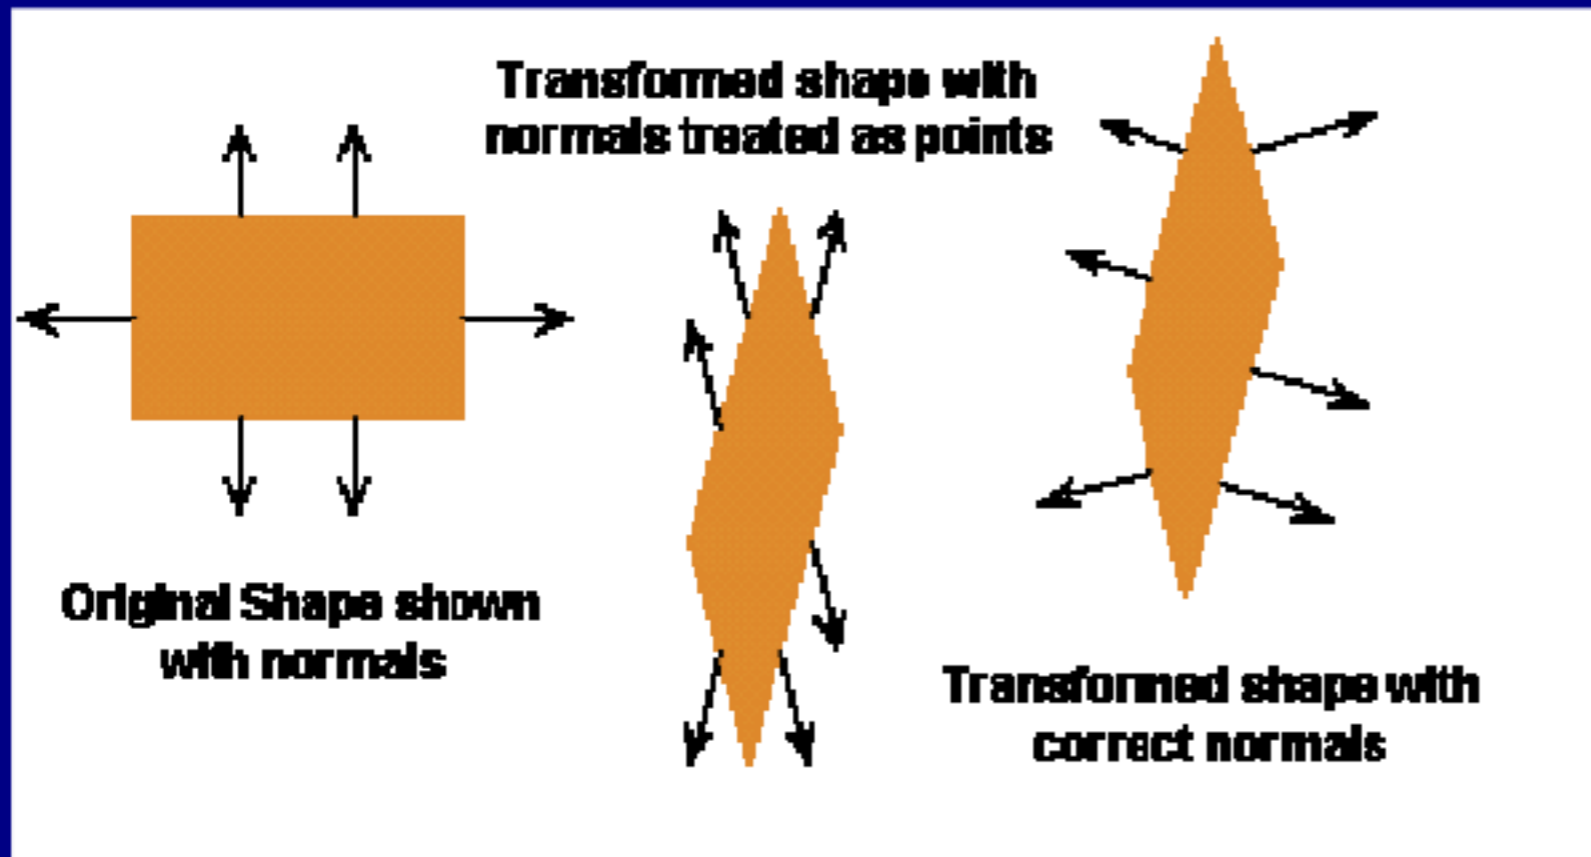 Transformed shape with
normals treated as points
Original Shape shown
with normals
Transformed shape with
correct normals